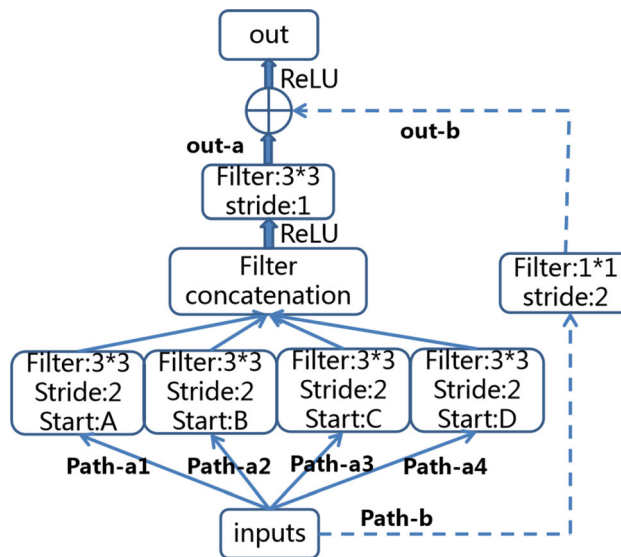 out
ReLU
out-a
out-b
Filter:3*3
stride:1
ReLU
Filter
concatenation
Filter:1*1
stride:2
Filter:3*3
Stride:2
Start:A
Filter:3*3
Stride:2
Start:B
Filter:3*3
Stride:2
Start:C
Filter:3*3
Stride:2
Start:D
Path-a1
Path-a2
Path-a3
Path-a4
inputs
Path-b